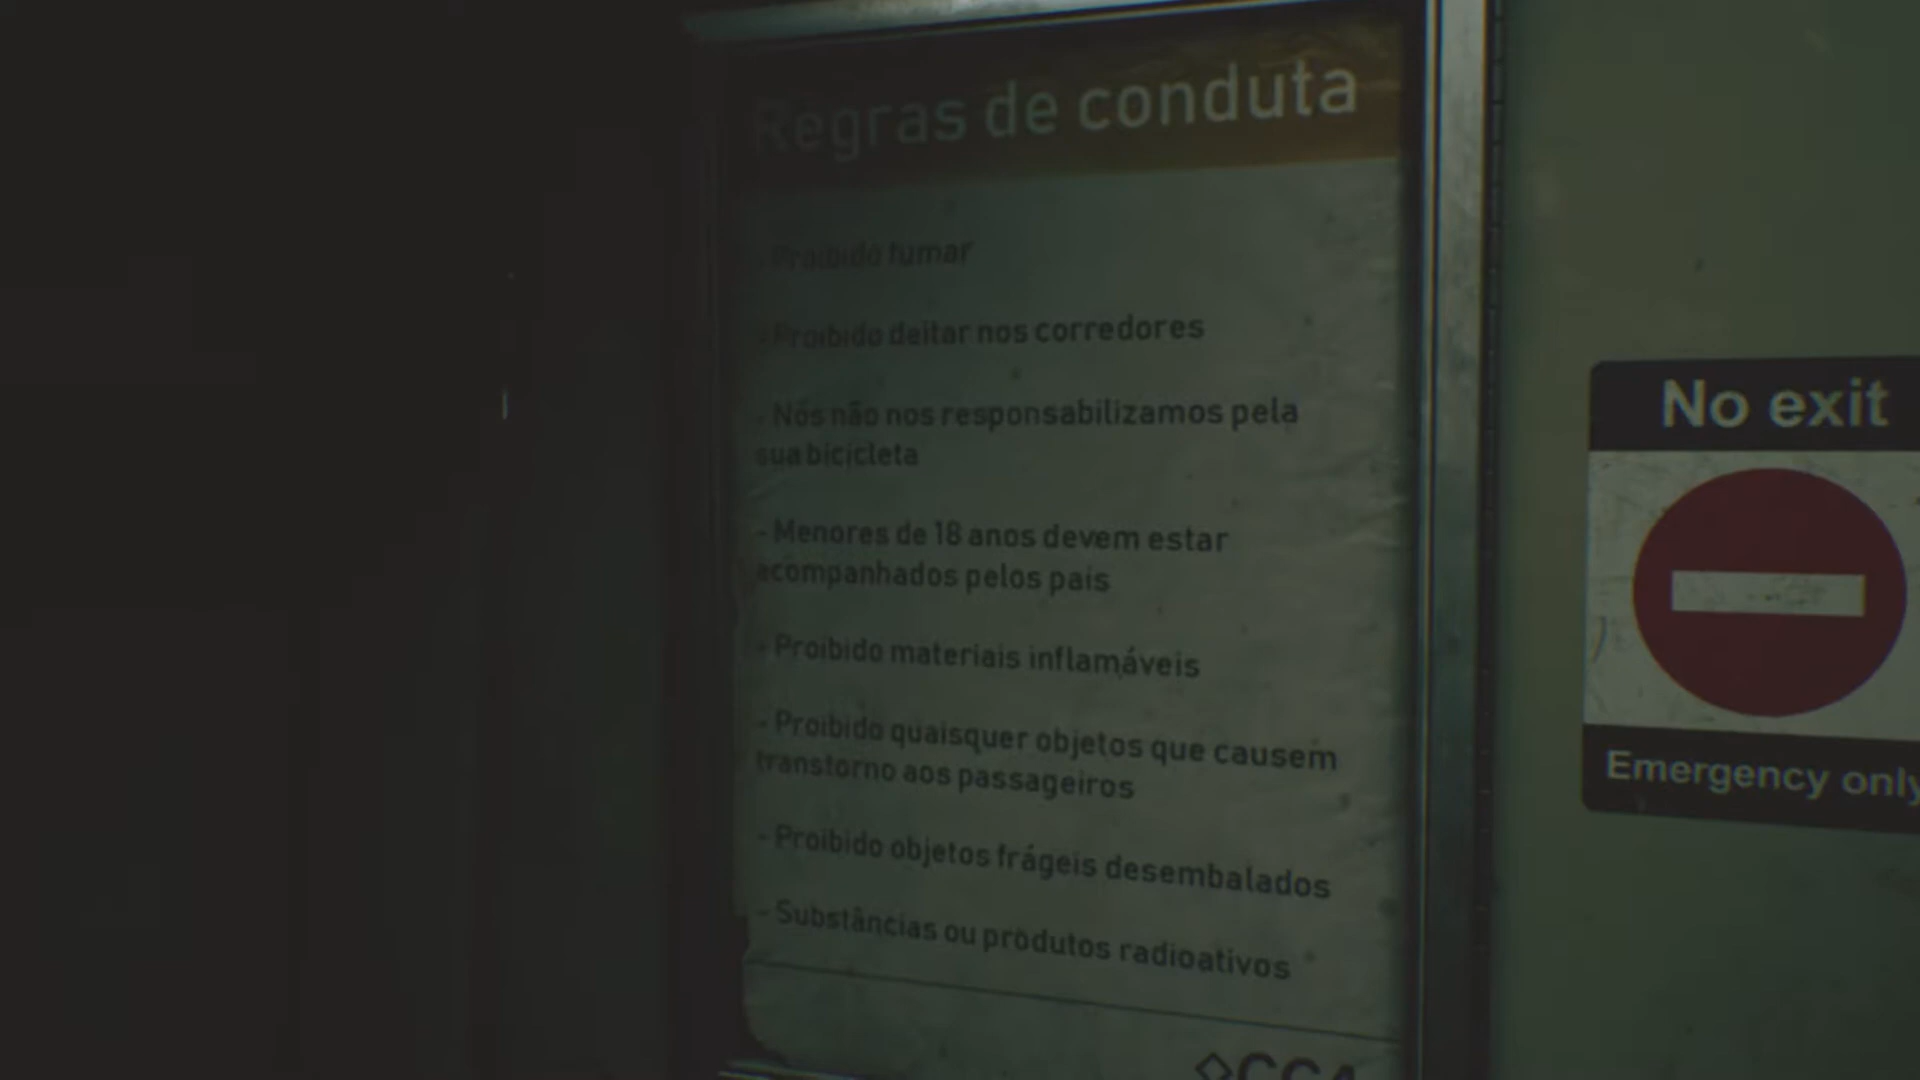 Regras de conduta
- Proibido fumar
- Proibido deitar nos corredores
- Nós não nos responsabilizamos pela
sua bicicleta
- Menores de 18 anos devem estar
acompanhados pelos pais
- Proibido materiais inflamáveis
- Proibido quaisquer objetos que causem
transtorno aos passageiros
- Proibido objetos frágeis desembalados
- Substâncias ou produtos radioativos
No exit
Emergency only